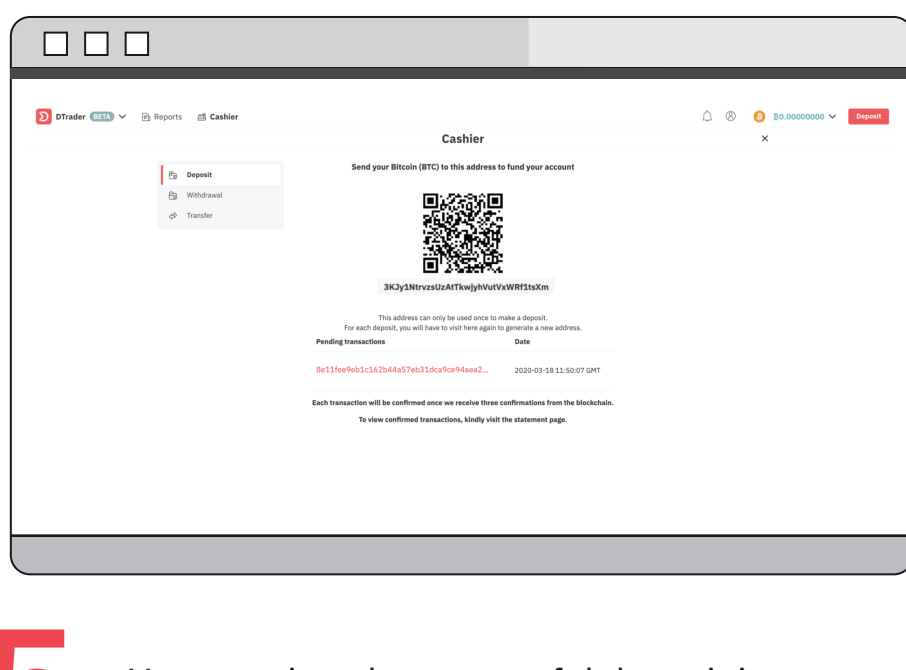 DTrader BETA Reports Cashier ₿0.00000000 Deposit
Cashier
Deposit
Withdrawal
Transfer
Send your Bitcoin (BTC) to this address to fund your account
3KJy1NtrvzsUzAtTkwjyhVutVxWRf1tsXm
This address can only be used once to make a deposit.
For each deposit, you will have to visit here again to generate a new address.
Pending transactions Date
8e11fee9eb1c162b44a57eb31dca9ce94aea2... 2020-03-18 11:50:07 GMT
Each transaction will be confirmed once we receive three confirmations from the blockchain.
To view confirmed transactions, kindly visit the statement page.